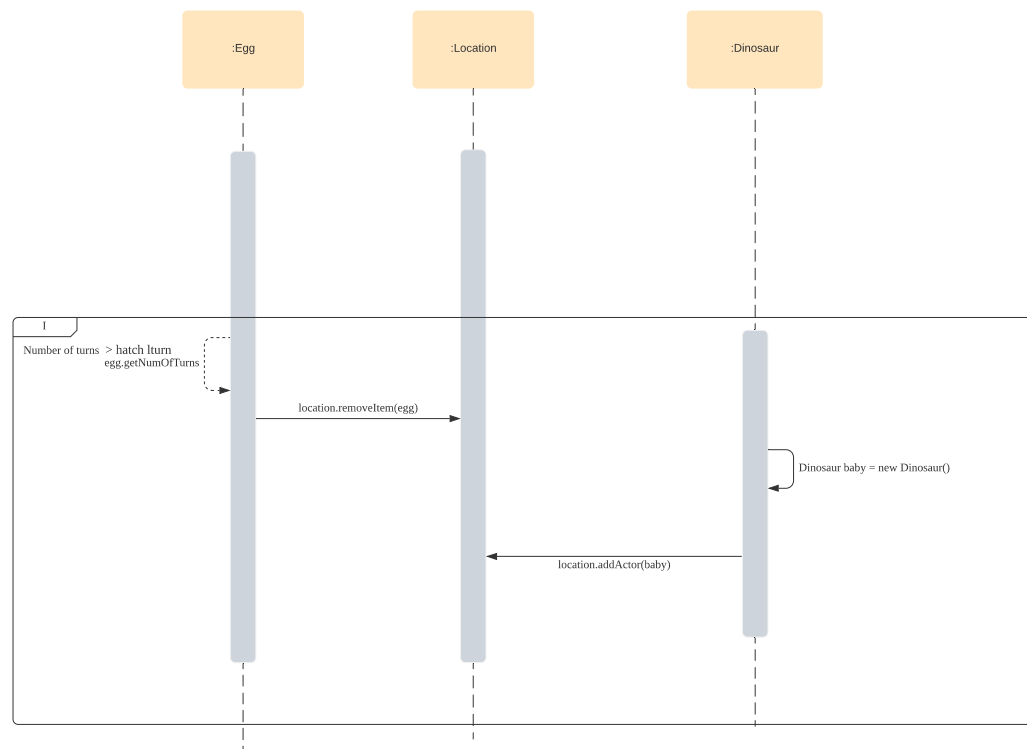 :Egg
:Location
:Dinosaur
I
Number of turns > hatch lturn
egg.getNumOfTurns
location.removeItem(egg)
Dinosaur baby = new Dinosaur()
location.addActor(baby)